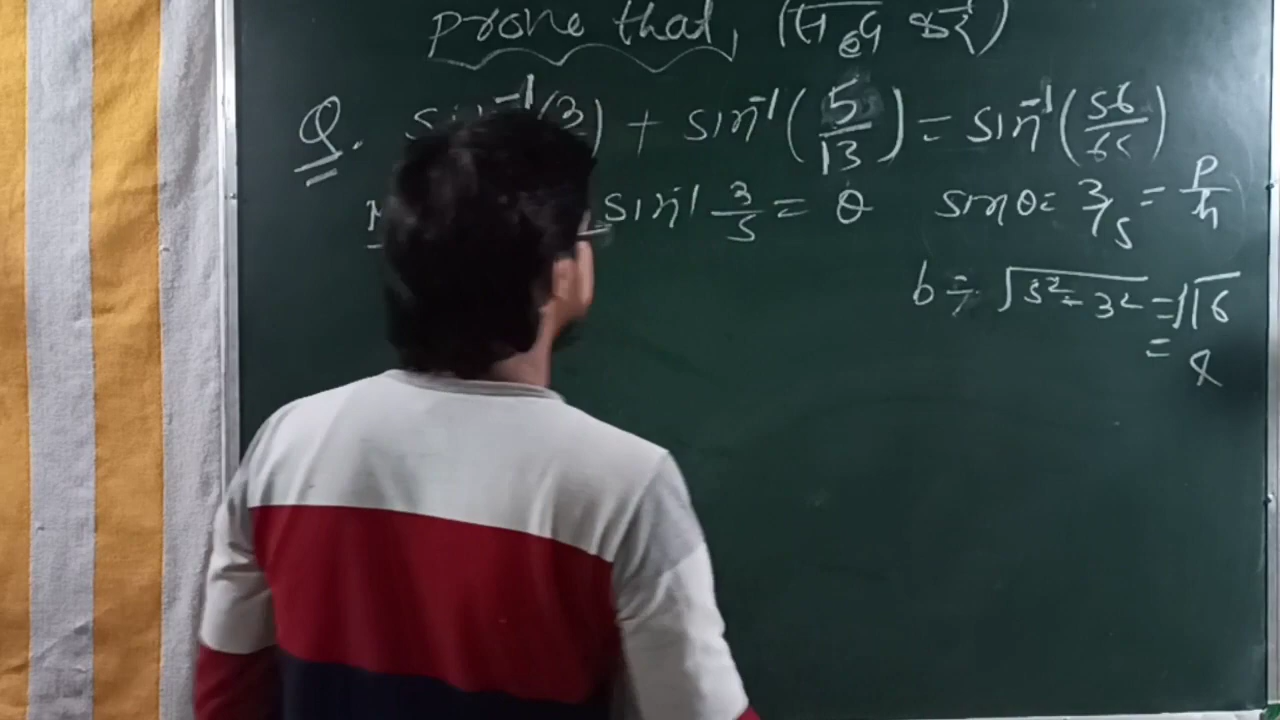 prove that, (सिद्ध करें)
Q. sin⁻¹(3/ ) + sin⁻¹(5/13) = sin⁻¹(56/65)
sin⁻¹ 3/5 = θ sinθ = 3/5 = p/h
b = √5²-3² = √16
= 4